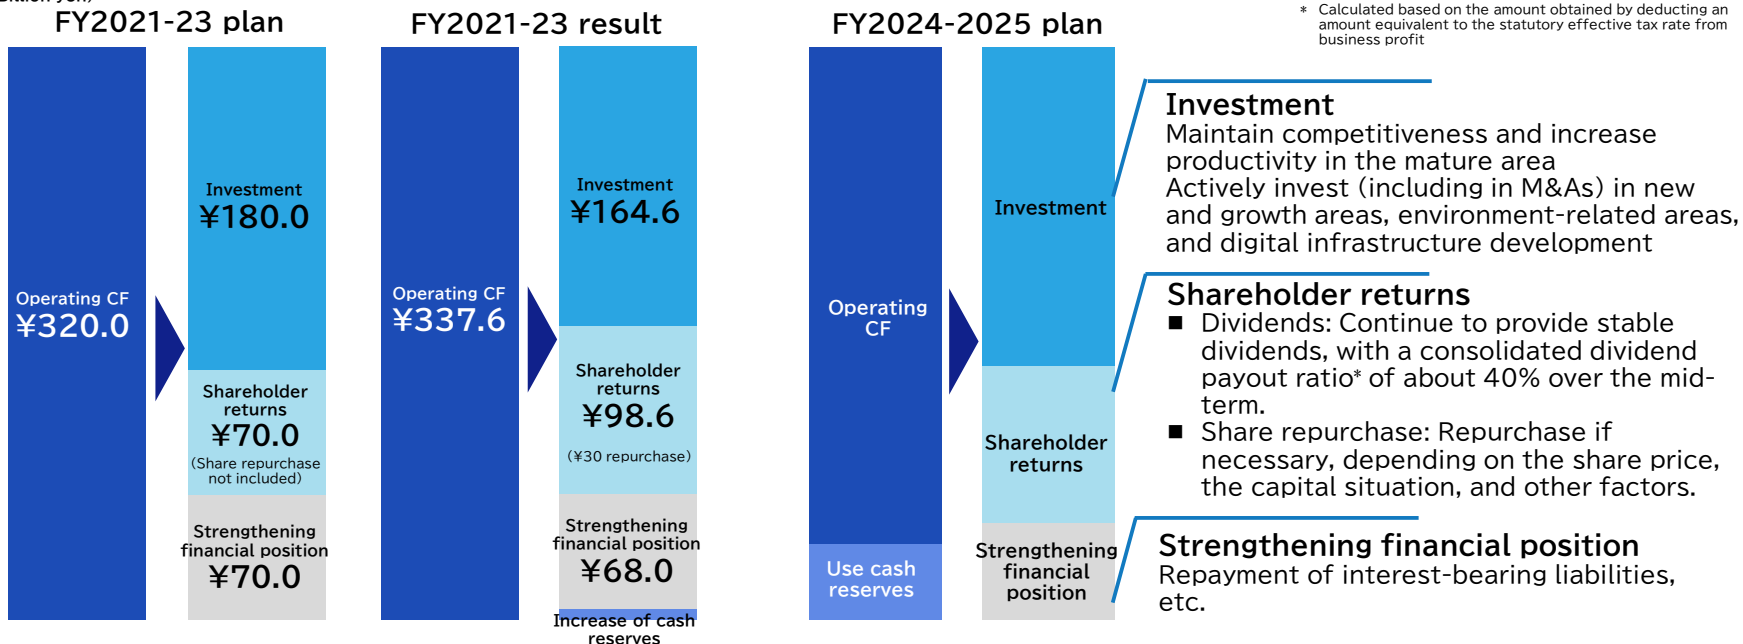 Billion yen)
FY2021-23 plan
Operating CF
¥320.0
Investment
¥180.0
Shareholder
returns
¥70.0
(Share repurchase
not included)
Strengthening
financial position
¥70.0
FY2021-23 result
Operating CF
¥337.6
Investment
¥164.6
Shareholder
returns
¥98.6
(¥30 repurchase)
Strengthening
financial position
¥68.0
Increase of cash
reserves
FY2024-2025 plan
Operating
CF
Use cash
reserves
Investment
Shareholder
returns
Strengthening
financial
position
* Calculated based on the amount obtained by deducting an
amount equivalent to the statutory effective tax rate from
business profit
Investment
Maintain competitiveness and increase
productivity in the mature area
Actively invest (including in M&As) in new
and growth areas, environment-related areas,
and digital infrastructure development
Shareholder returns
■ Dividends: Continue to provide stable
dividends, with a consolidated dividend
payout ratio* of about 40% over the mid-
term.
■ Share repurchase: Repurchase if
necessary, depending on the share price,
the capital situation, and other factors.
Strengthening financial position
Repayment of interest-bearing liabilities,
etc.